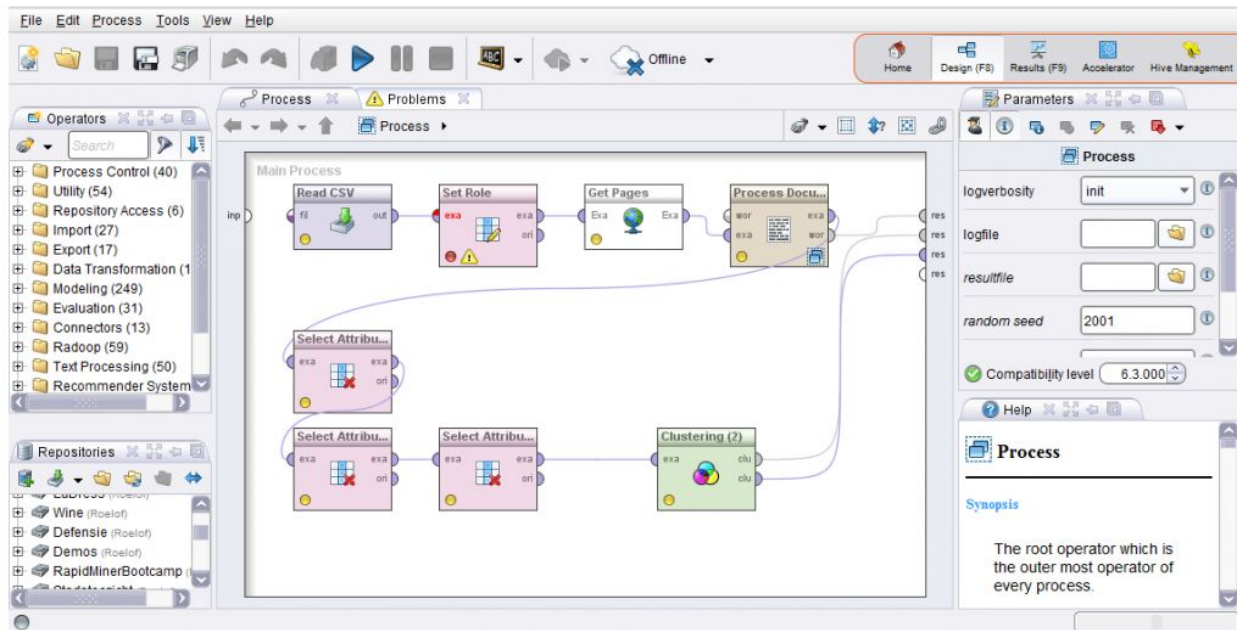 File Edit Process Tools View Help
ABC
Offline
Home
Design (F8)
Results (F9)
Accelerator
Hive Management
Process
Problems
Process
Parameters
Operators
Search
Process Control (40)
Utility (54)
Repository Access (6)
Import (27)
Export (17)
Data Transformation (1
Modeling (249)
Evaluation (31)
Connectors (13)
Radoop (59)
Text Processing (50)
Recommender System
Repositories
Wine (Roelof)
Defensie (Roelof)
Demos (Roelof)
RapidMinerBootcamp
Main Process
inp
Read CSV
fil out
Set Role
exa exa
ori
Get Pages
Exa Exa
Process Docu...
wor exa
exa wor
res
res
res
res
Select Attribu...
exa exa
ori
Select Attribu...
exa exa
ori
Select Attribu...
exa exa
ori
Clustering (2)
exa clu
clu
Process
logverbosity init
logfile
resultfile
random seed 2001
Compatibility level 6.3.000
Help
Process
Synopsis
The root operator which is
the outer most operator of
every process.